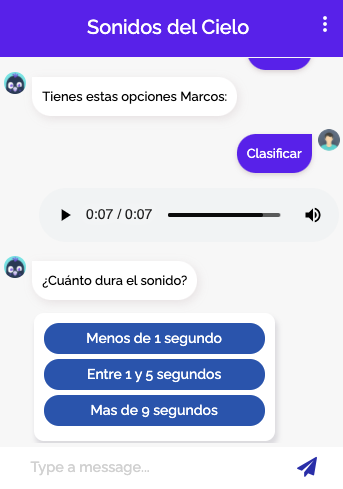 Sonidos del Cielo
Tienes estas opciones Marcos:
Clasificar
0:07 / 0:07
¿Cuánto dura el sonido?
Menos de 1 segundo
Entre 1 y 5 segundos
Mas de 9 segundos
Type a message...